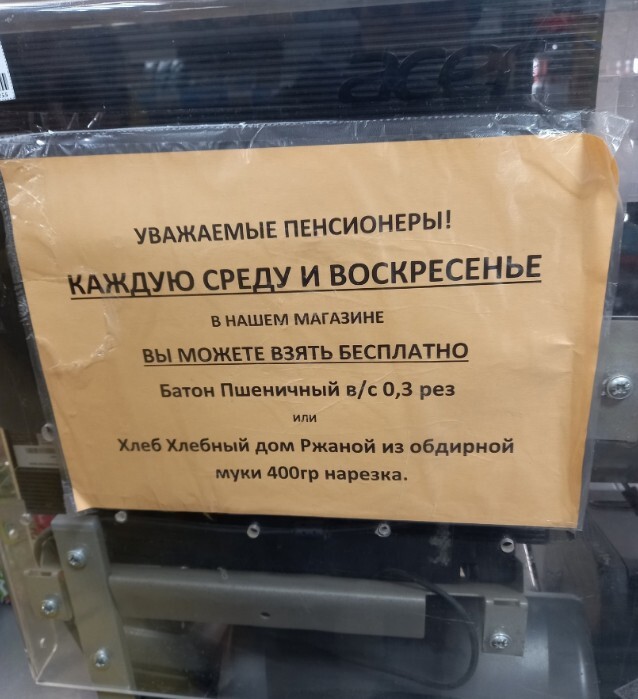 acer
УВАЖАЕМЫЕ ПЕНСИОНЕРЫ!
КАЖДУЮ СРЕДУ И ВОСКРЕСЕНЬЕ
В НАШЕМ МАГАЗИНЕ
ВЫ МОЖЕТЕ ВЗЯТЬ БЕСПЛАТНО
Батон Пшеничный в/с 0,3 рез
или
Хлеб Хлебный дом Ржаной из обдирной
муки 400гр нарезка.